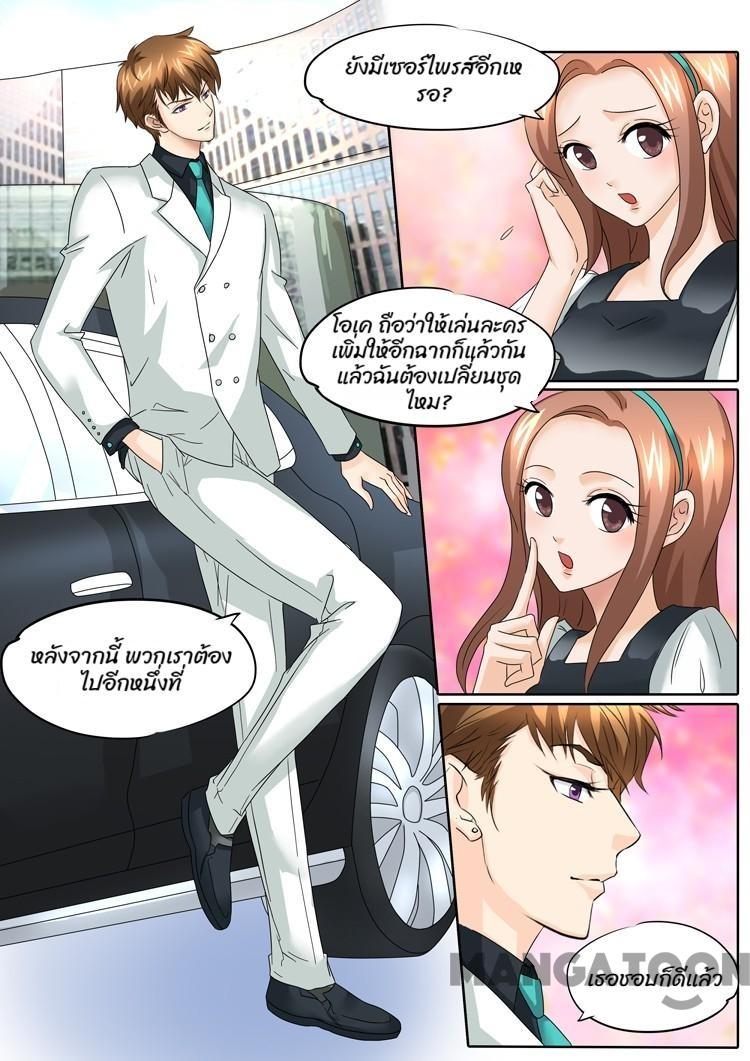 หลังจากนี้ พวกเราต้อง
ไปอีกหนึ่งที่
ยังมีเซอร์ไพรส์อีกเห
รอ?
โอเค ถือว่าให้เล่นละคร
เพิ่มให้อีกฉากก็แล้วกัน
แล้วฉันต้องเปลี่ยนชุด
ไหม?
เธอชอบก็ดีแล้ว
MANGATOON